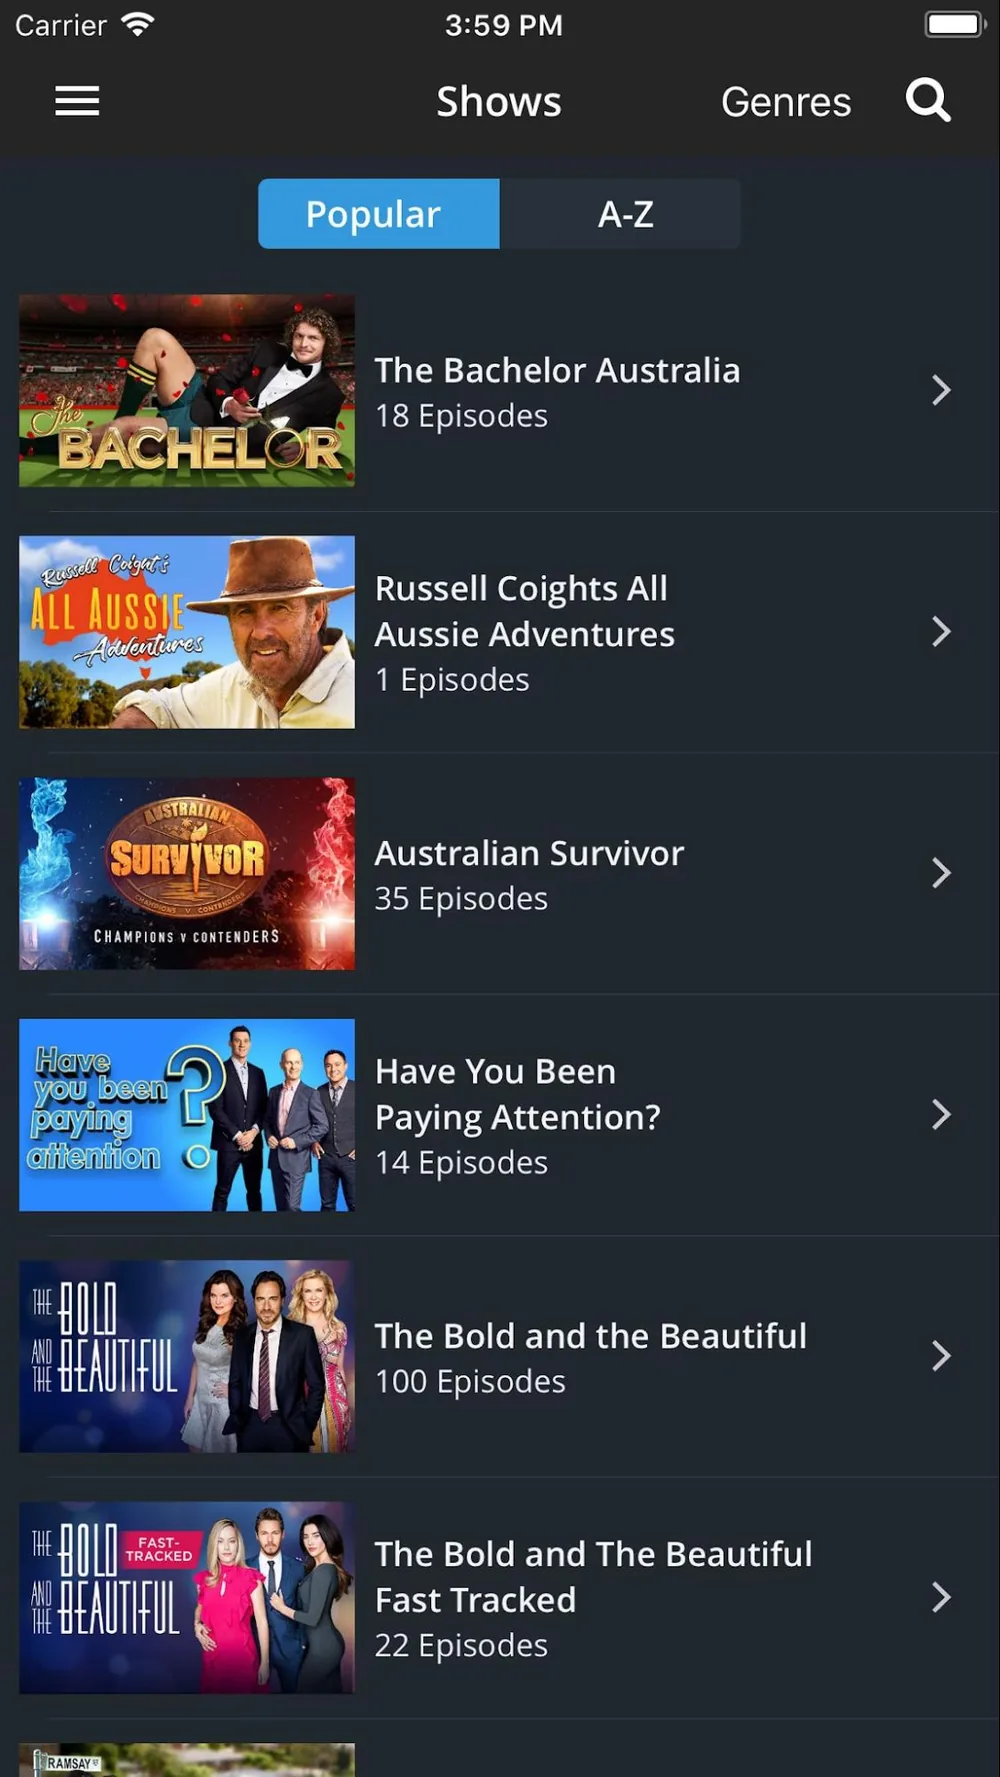 Carrier 3:59 PM
Shows Genres
Popular A-Z
The
BACHELOR
The Bachelor Australia
18 Episodes
Russell Coight's
ALL AUSSIE
Adventures
Russell Coights All
Aussie Adventures
1 Episodes
AUSTRALIAN
SURVIVOR
CHAMPIONS V CONTENDERS
CHAMPIONS V CONTENDERS
Australian Survivor
35 Episodes
Have
you been
paying
attention
?
Have You Been
Paying Attention?
14 Episodes
THE BOLD
AND THE BEAUTIFUL
The Bold and the Beautiful
100 Episodes
THE BOLD
FAST-
TRACKED
AND THE BEAUTIFUL
The Bold and The Beautiful
Fast Tracked
22 Episodes
RAMSAY ST